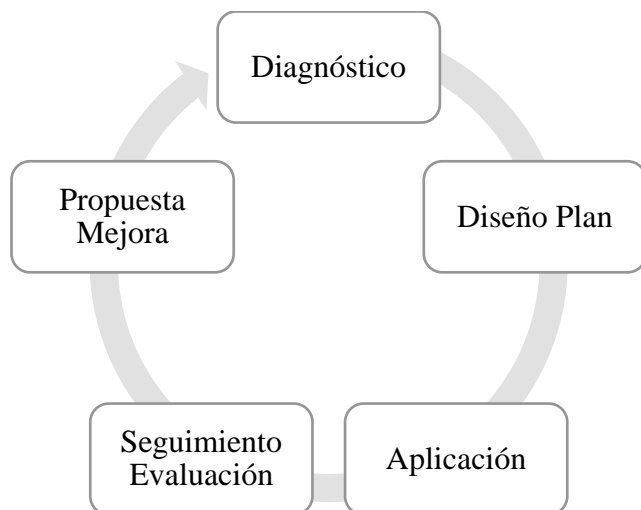 Diagnóstico
Diseño Plan
Aplicación
Seguimiento
Evaluación
Propuesta
Mejora